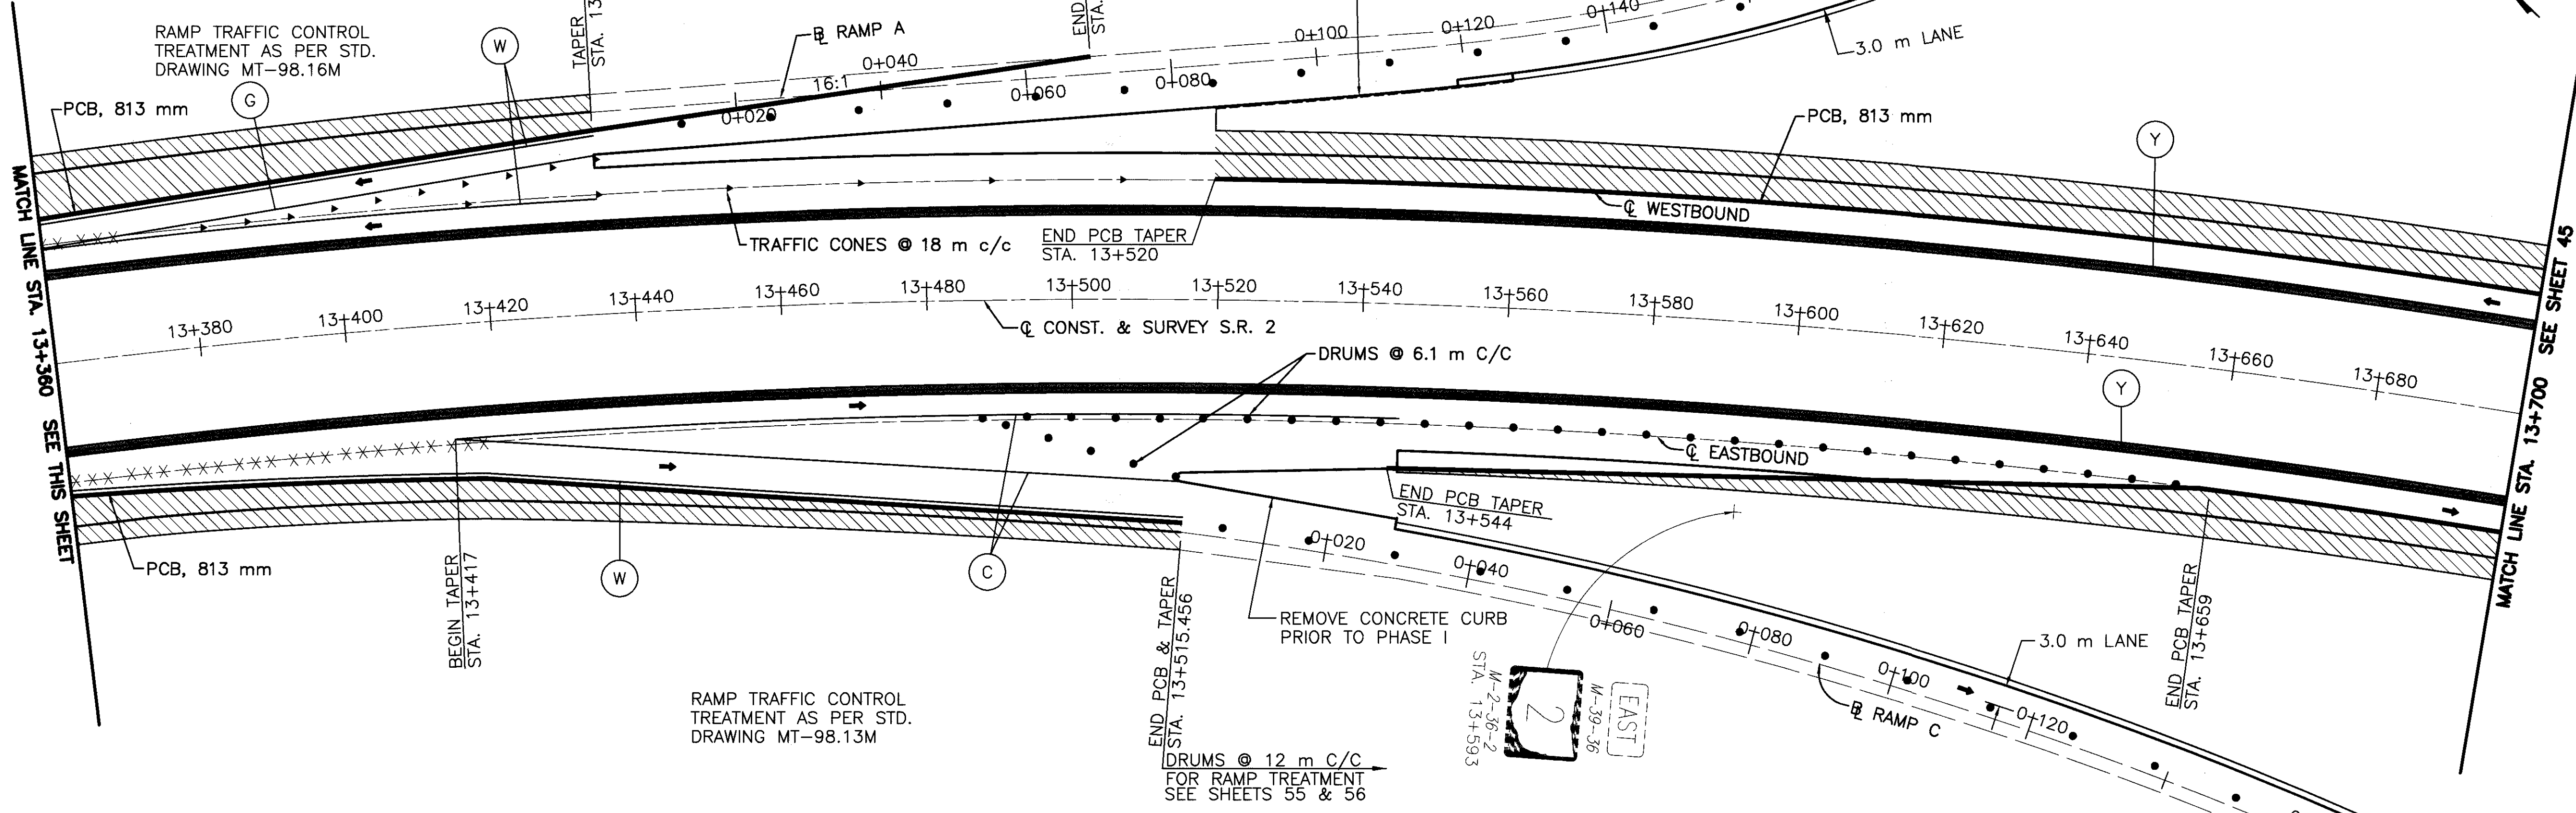 RAMP TRAFFIC CONTROL
TREATMENT AS PER STD.
DRAWING MT-98.16M
W
G
PCB, 813 mm
TAPER
STA. 13
℄ RAMP A
END
STA.
16:1
0+020
0+040
0+060
0+080
0+100
0+120
0+140
3.0 m LANE
PCB, 813 mm
Y
℄ WESTBOUND
TRAFFIC CONES @ 18 m c/c
END PCB TAPER
STA. 13+520
MATCH LINE STA. 13+360 SEE THIS SHEET
MATCH LINE STA. 13+700 SEE SHEET 45
13+380
13+400
13+420
13+440
13+460
13+480
13+500
13+520
13+540
13+560
13+580
13+600
13+620
13+640
13+660
13+680
℄ CONST. & SURVEY S.R. 2
DRUMS @ 6.1 m C/C
Y
℄ EASTBOUND
END PCB TAPER
STA. 13+544
PCB, 813 mm
BEGIN TAPER
STA. 13+417
W
C
END PCB & TAPER
STA. 13+515.456
REMOVE CONCRETE CURB
PRIOR TO PHASE I
0+020
0+040
0+060
0+080
0+100
0+120
3.0 m LANE
END PCB TAPER
STA. 13+659
℄ RAMP C
RAMP TRAFFIC CONTROL
TREATMENT AS PER STD.
DRAWING MT-98.13M
DRUMS @ 12 m C/C
FOR RAMP TREATMENT
SEE SHEETS 55 & 56
EAST
M-39-36
2
M-2-36-2
STA. 13+593